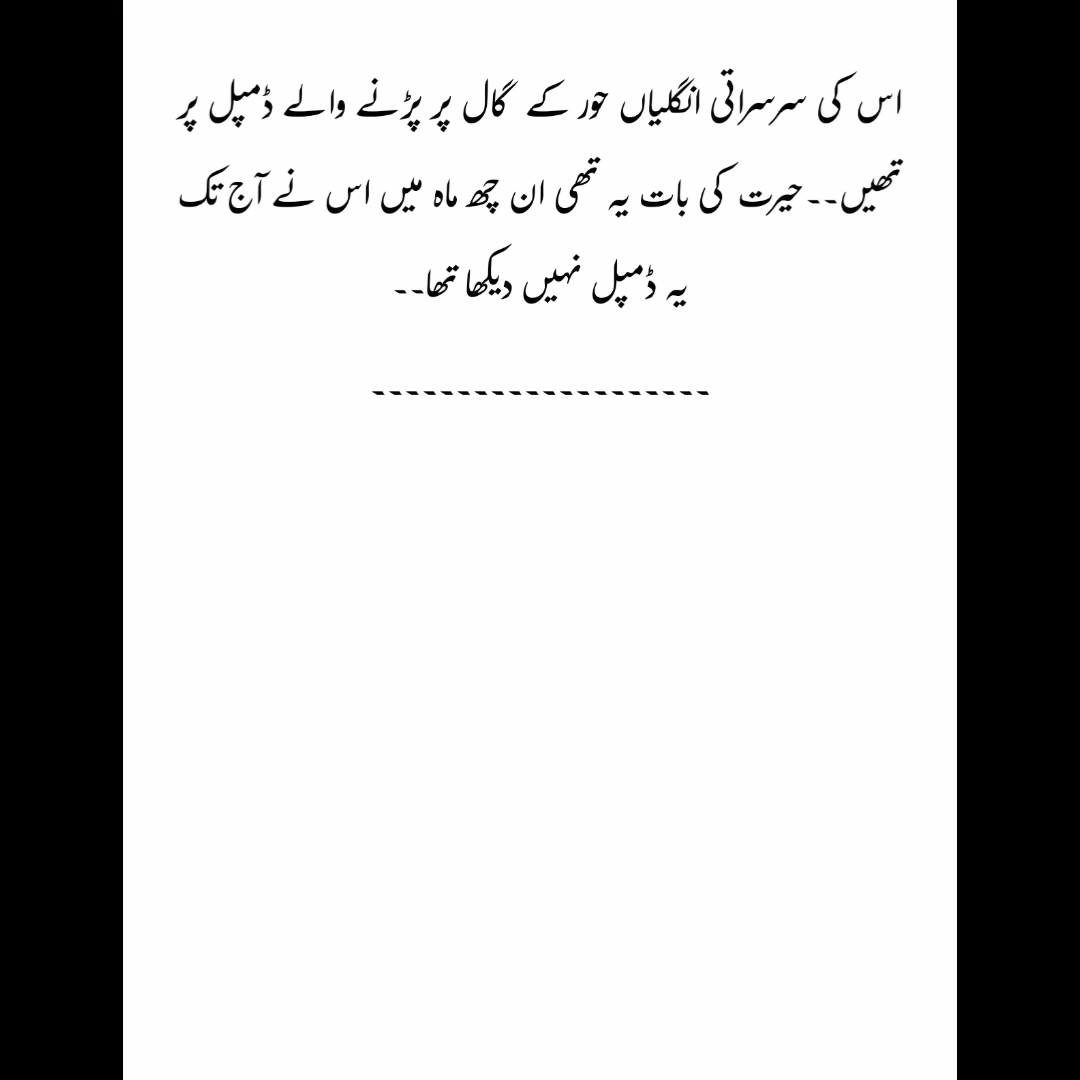 اس کی سرسراتی انگلیاں حور کے گال پر پڑنے والے ڈمپل پر
تھیں۔۔حیرت کی بات یہ تھی ان چھ ماہ میں اس نے آج تک
یہ ڈمپل نہیں دیکھا تھا۔۔
۔۔۔۔۔۔۔۔۔۔۔۔۔۔۔۔۔۔۔۔